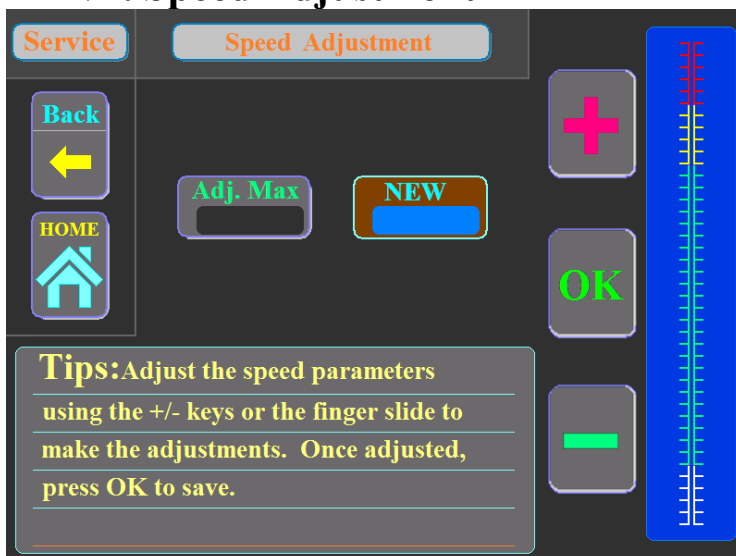 Service
Speed Adjustment
Back
HOME
Adj. Max
NEW
OK
Tips:Adjust the speed parameters
using the +/- keys or the finger slide to
make the adjustments. Once adjusted,
press OK to save.